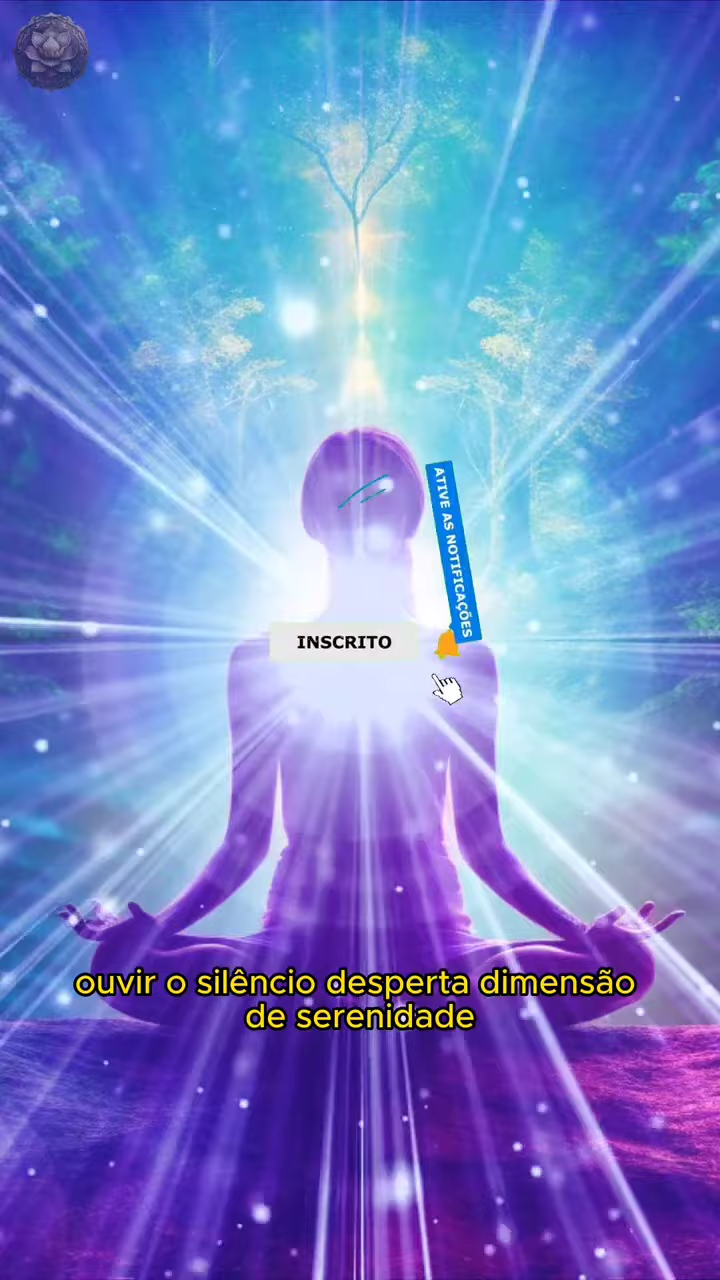 ATIVE AS NOTIFICAÇÕES
INSCRITO
ouvir o silêncio desperta dimensão
de serenidade